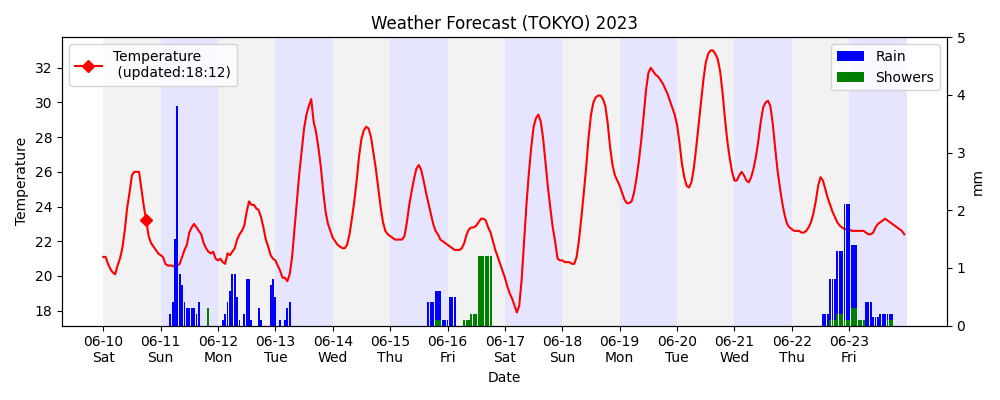 Weather Forecast (TOKYO) 2023
Temperature
(updated:18:12)
Rain
Showers
Temperature
32
30
28
26
24
22
20
18
5
4
3
2
1
0
mm
06-10 06-11 06-12 06-13 06-14 06-15 06-16 06-17 06-18 06-19 06-20 06-21 06-22 06-23
Sat Sun Mon Tue Wed Thu Fri Sat Sun Mon Tue Wed Thu Fri
Date